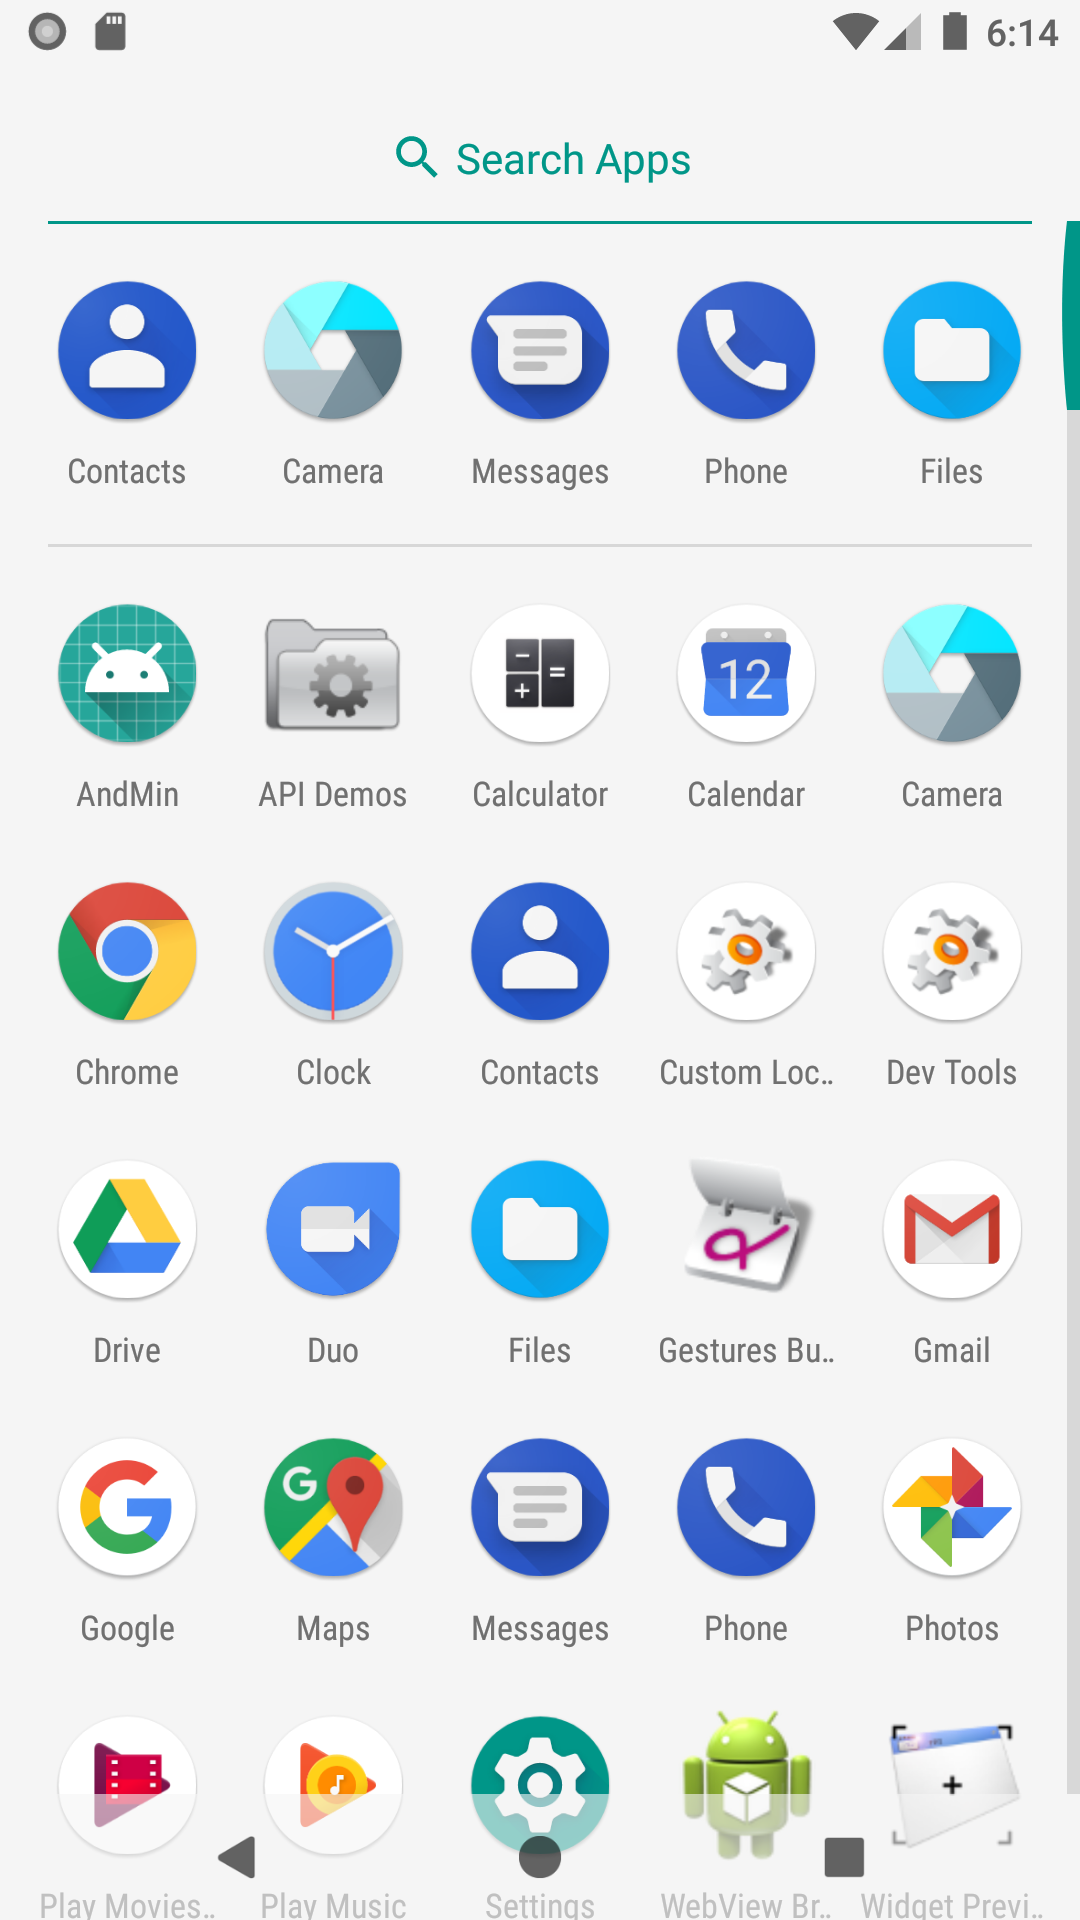 6:14
Search Apps
Contacts Camera Messages Phone Files
AndMin API Demos Calculator Calendar Camera
12
Chrome Clock Contacts Custom Loc.. Dev Tools
Drive Duo Files Gestures Bu.. Gmail
Google Maps Messages Phone Photos
Play Movies.. Play Music Settings WebView Br.. Widget Previ..